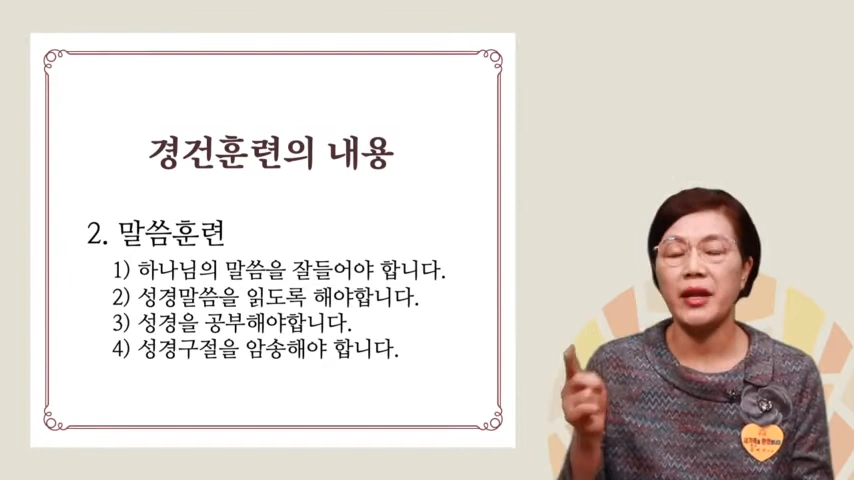 경건훈련의 내용
2. 말씀훈련
1) 하나님의 말씀을 잘들어야 합니다.
2) 성경말씀을 읽도록 해야합니다.
3) 성경을 공부해야합니다.
4) 성경구절을 암송해야 합니다.